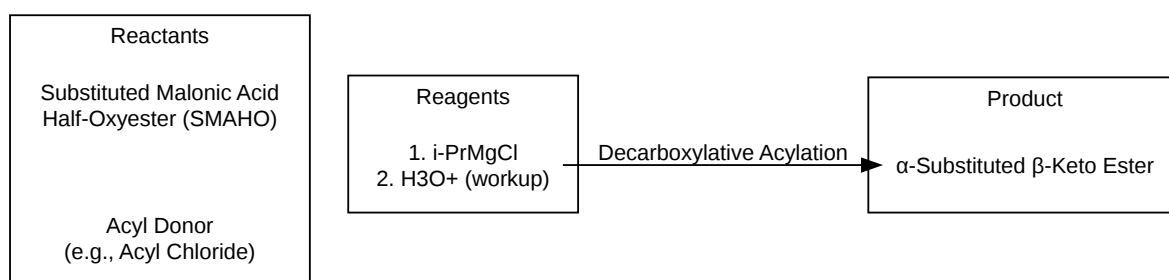 Reactants
Substituted Malonic Acid
Half-Oxyester (SMAHO)
Acyl Donor
(e.g., Acyl Chloride)
Reagents
1. i-PrMgCl
2. H3O+ (workup)
Decarboxylative Acylation
Product
α-Substituted β-Keto Ester